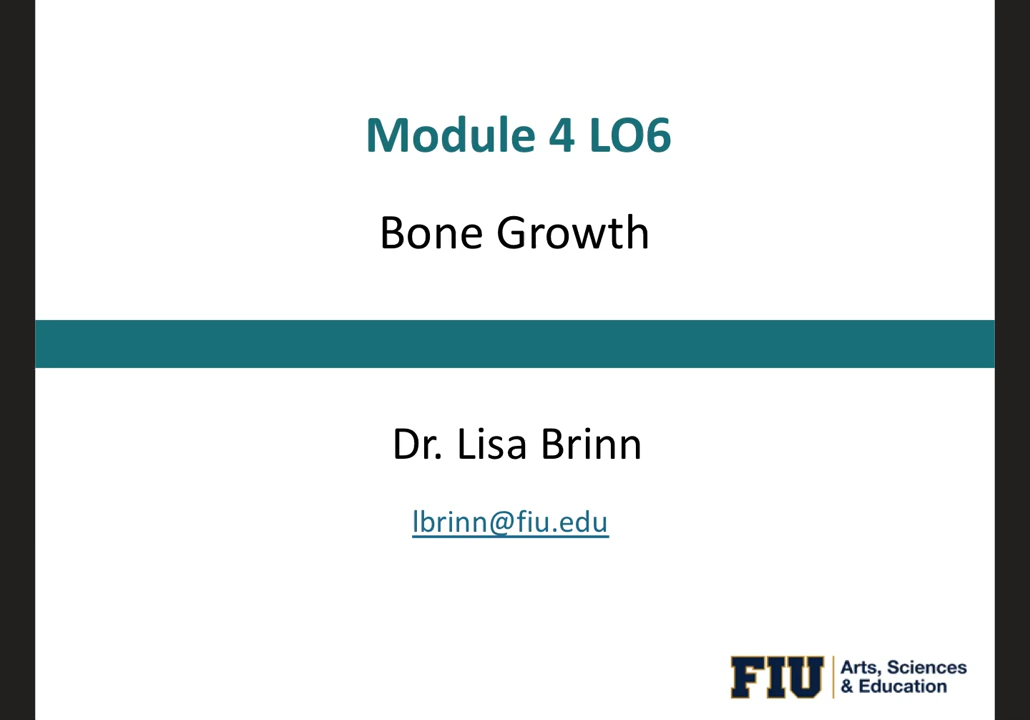 Module 4 LO6
Bone Growth
Dr. Lisa Brinn
lbrinn@fiu.edu
FIU Arts, Sciences
& Education